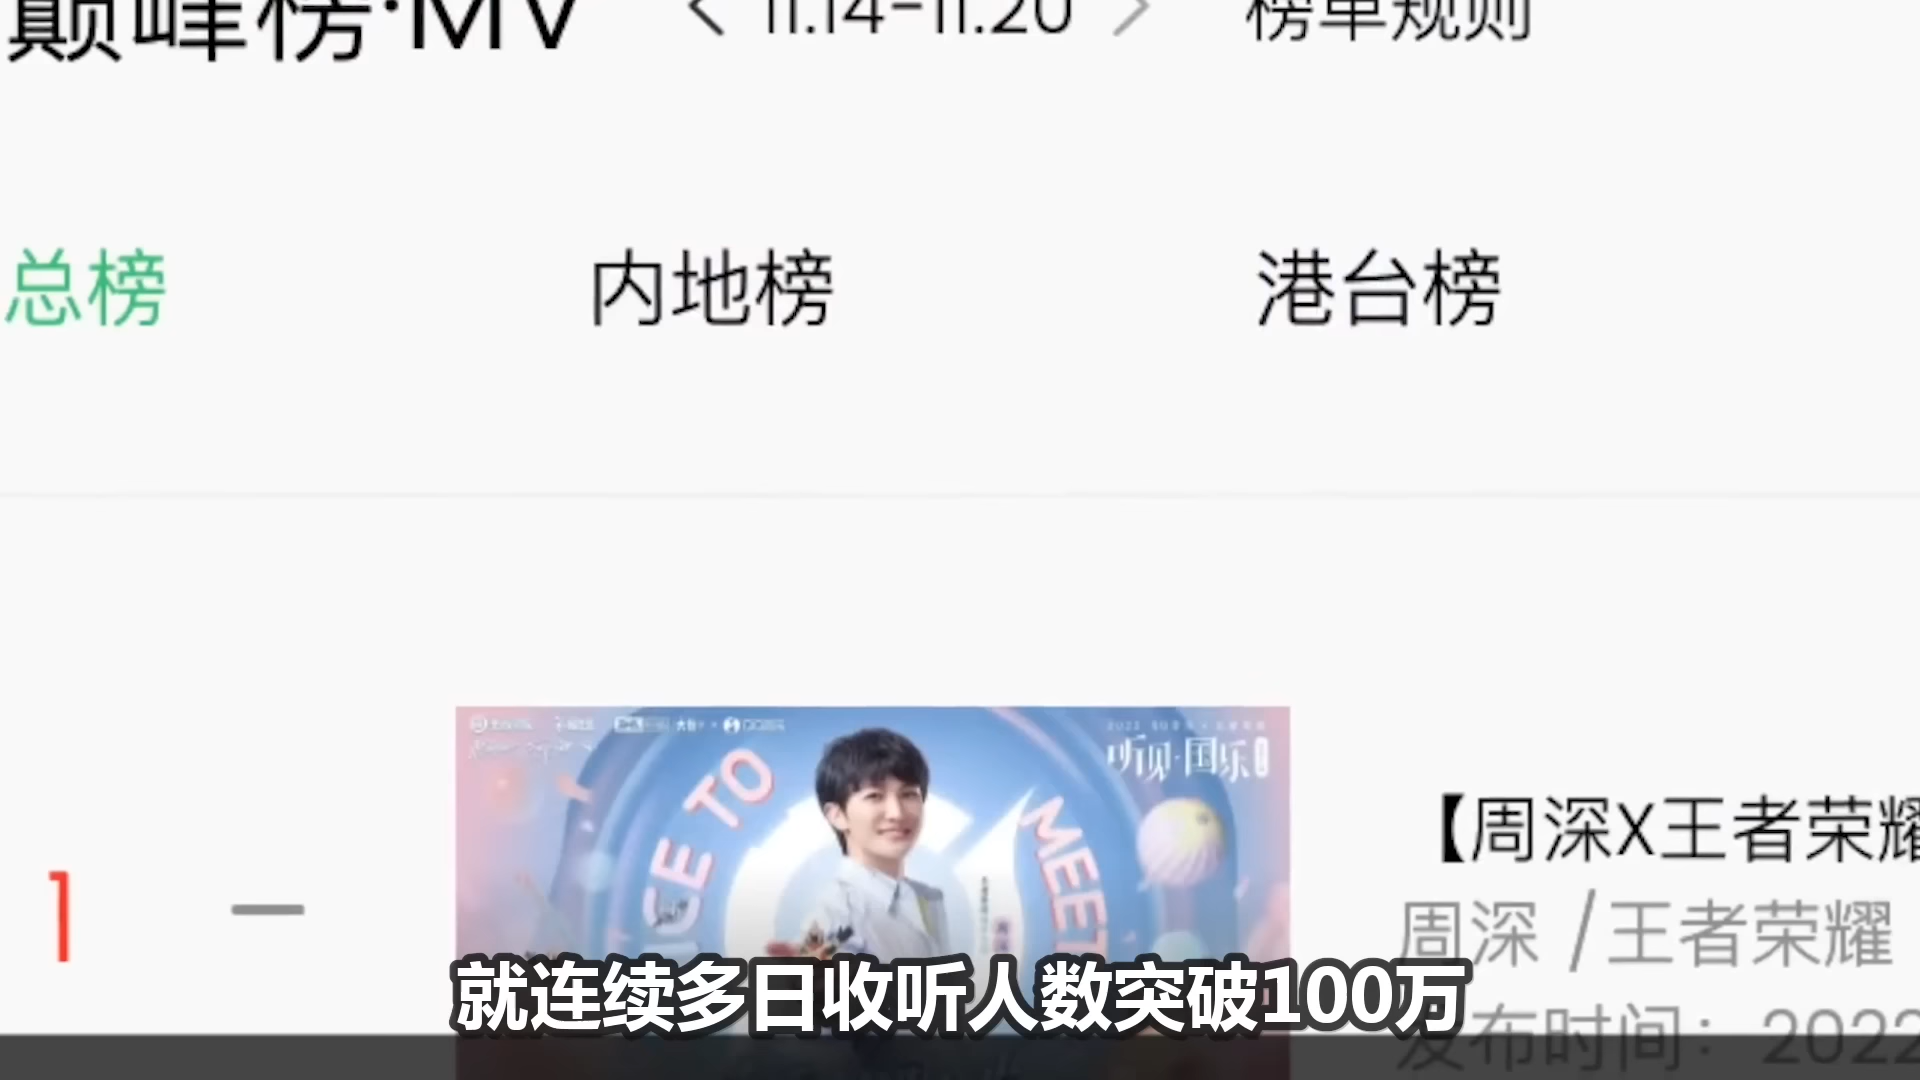 巅峰榜·MV
11.14-11.20
榜单规则
总榜
内地榜
港台榜
1
NICE TO
MEET
听见·国乐
【周深X王者荣耀
周深 / 王者荣耀
发布时间：2022
就连续多日收听人数突破100万